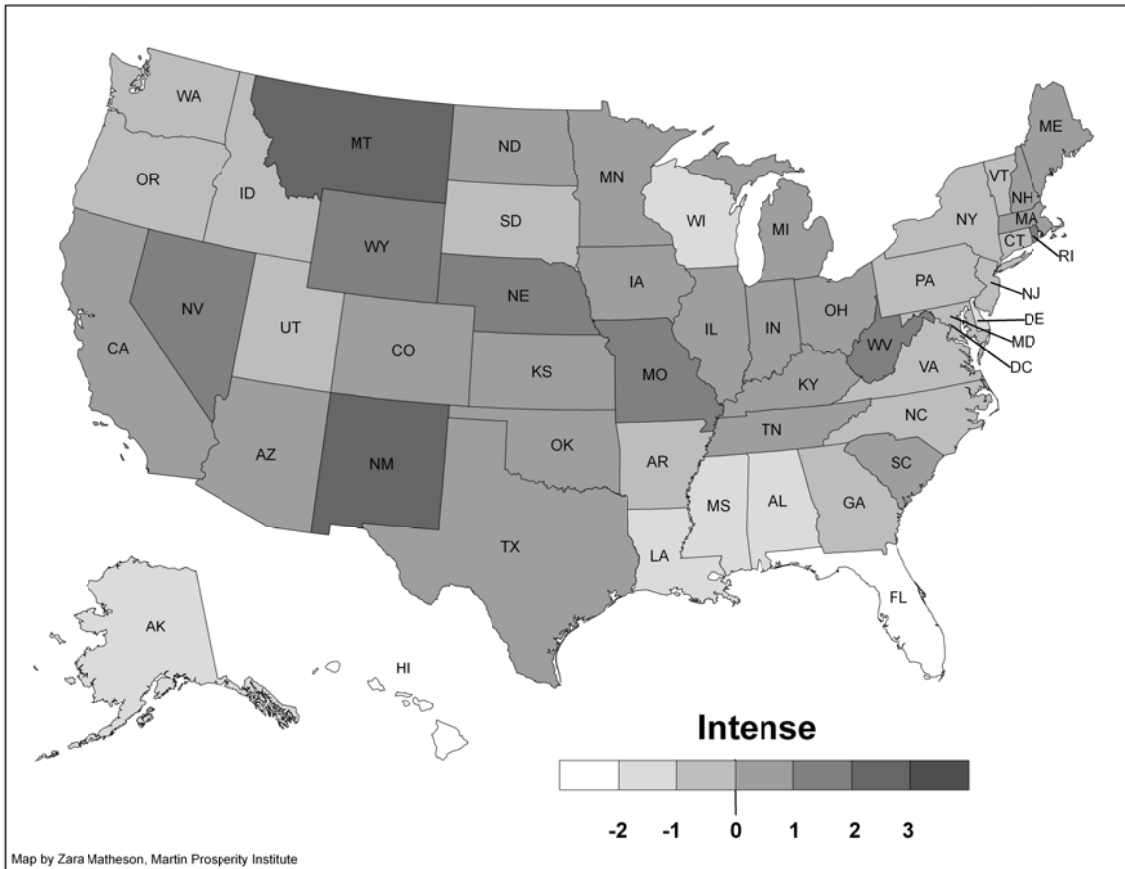 WA
MT
ND
MN
ME
OR
ID
SD
WI
MI
VT
NH
NY
MA
CT
RI
WY
IA
PA
NJ
NV
NE
OH
DE
UT
IL
IN
MD
CA
CO
WV
DC
KS
MO
VA
KY
NC
TN
AZ
NM
OK
AR
SC
MS
AL
GA
TX
LA
FL
AK
HI
Intense
-2 -1 0 1 2 3
Map by Zara Matheson, Martin Prosperity Institute